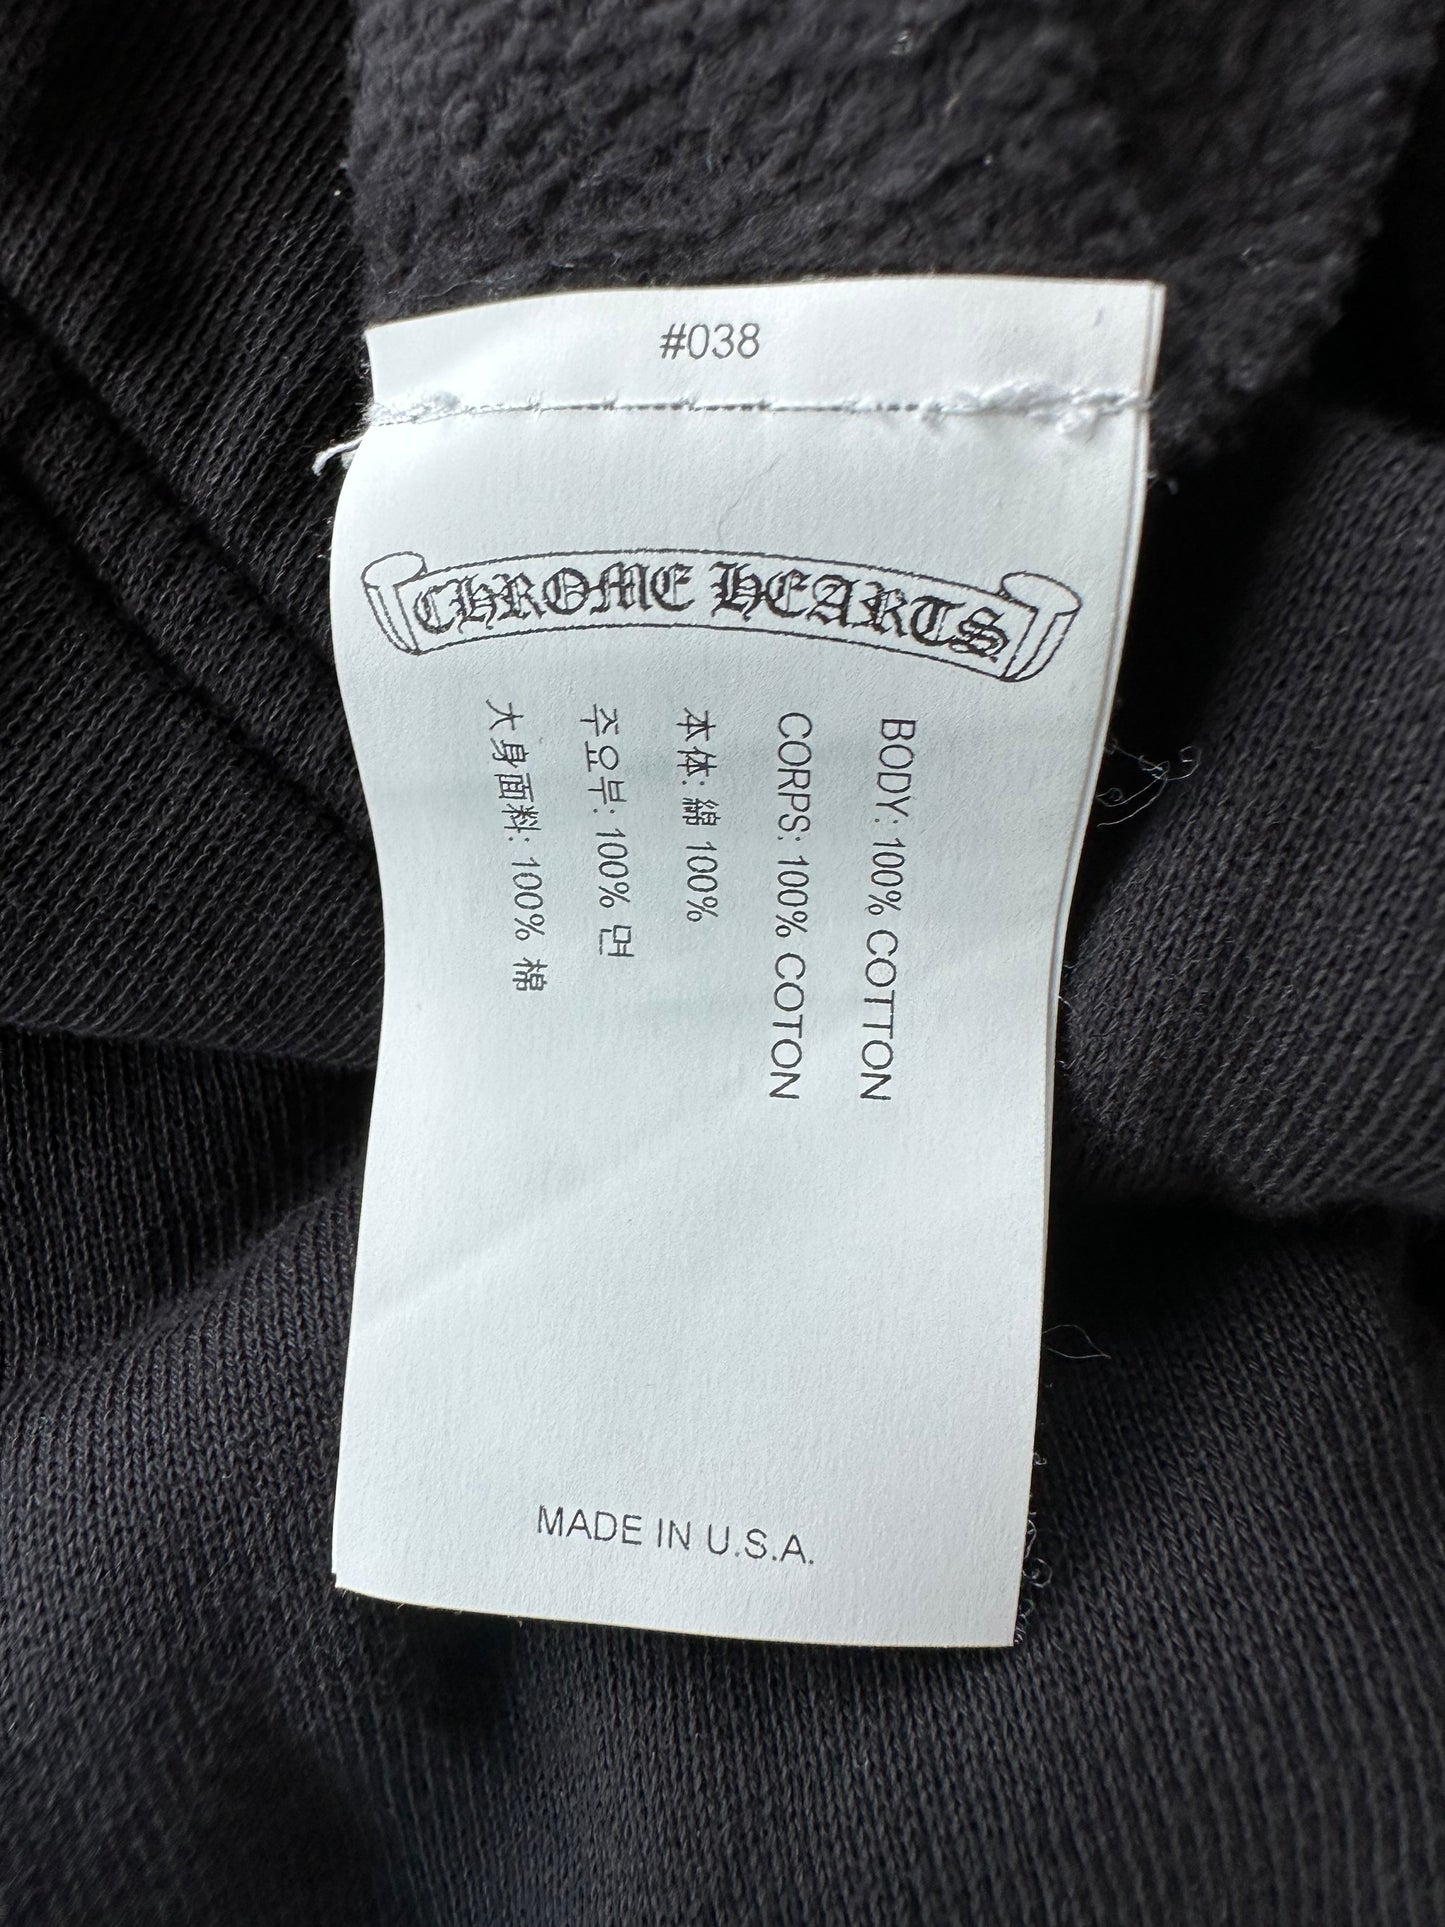 #038
CHROME HEARTS
BODY: 100% COTTON
CORPS: 100% COTON
本体: 綿 100%
주요부: 100% 면
大身面料: 100% 棉
MADE IN U.S.A.